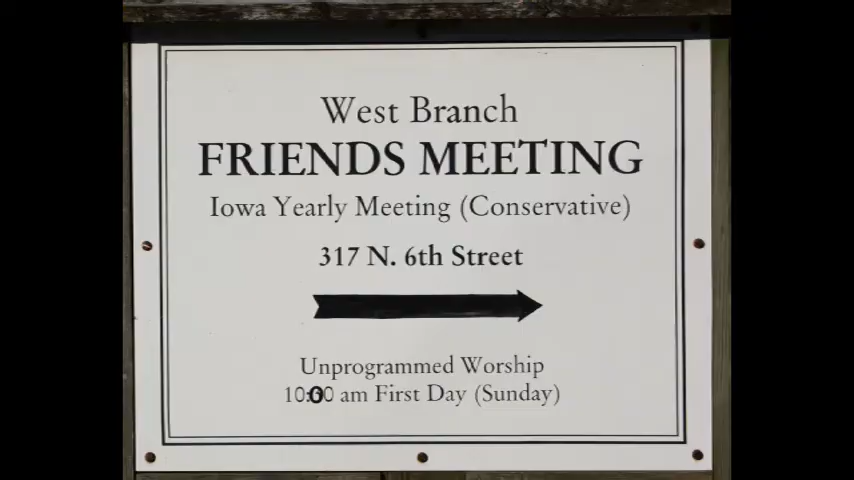 West Branch
FRIENDS MEETING
Iowa Yearly Meeting (Conservative)
317 N. 6th Street
Unprogrammed Worship
10:00 am First Day (Sunday)